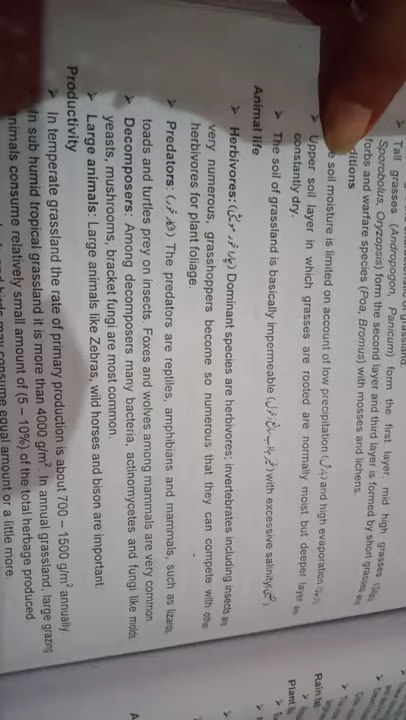 of grassland.
➤ Tall grasses (Andropogon, Panicum) form the first layer, mid high grasses
Sporobolus, Oryzopsis) form the second layer and third layer is formed by short grasses
forbs and warfare species (Poa, Bromus) with mosses and lichens.
ditions
soil moisture is limited on account of low precipitation (بارش) and high evaporation
➤ Upper soil layer in which grasses are rooted are normally moist but deeper layer
constantly dry.
➤ The soil of grassland is basically impermeable with excessive salinity
Animal life
➤ Herbivores: Dominant species are herbivores; invertebrates including insects
very numerous, grasshoppers become so numerous that they can compete with
herbivores for plant foliage.
➤ Predators: The predators are reptiles, amphibians and mammals, such as lizards
toads and turtles prey on insects. Foxes and wolves among mammals are very common.
➤ Decomposers: Among decomposers many bacteria, actinomycetes and fungi like molds
yeasts, mushrooms, bracket fungi are most common.
➤ Large animals: Large animals like Zebras, wild horses and bison are important
Productivity
➤ In temperate grassland the rate of primary production is about 700 – 1500 g/m² annually
In sub humid tropical grassland it is more than 4000 g/m². In annual grassland, large grazing
nimals consume relatively small amount of (5 – 10%) of the total herbage produced
may consume equal amount or a little more.
Rain fall
Plant
A